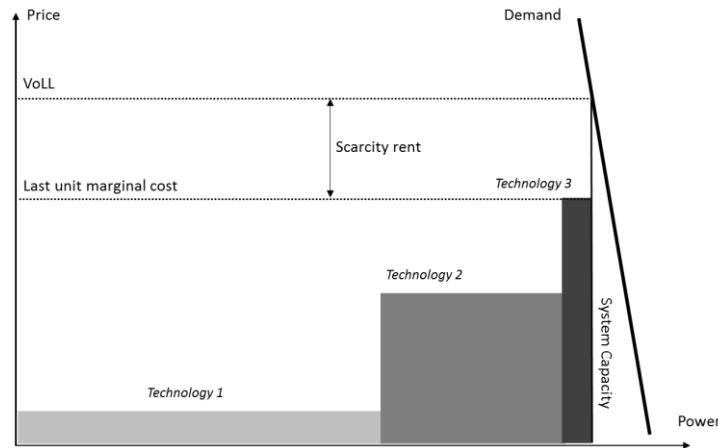 Price
Demand
VoLL
Scarcity rent
Last unit marginal cost
Technology 3
Technology 2
System Capacity
Technology 1
Power